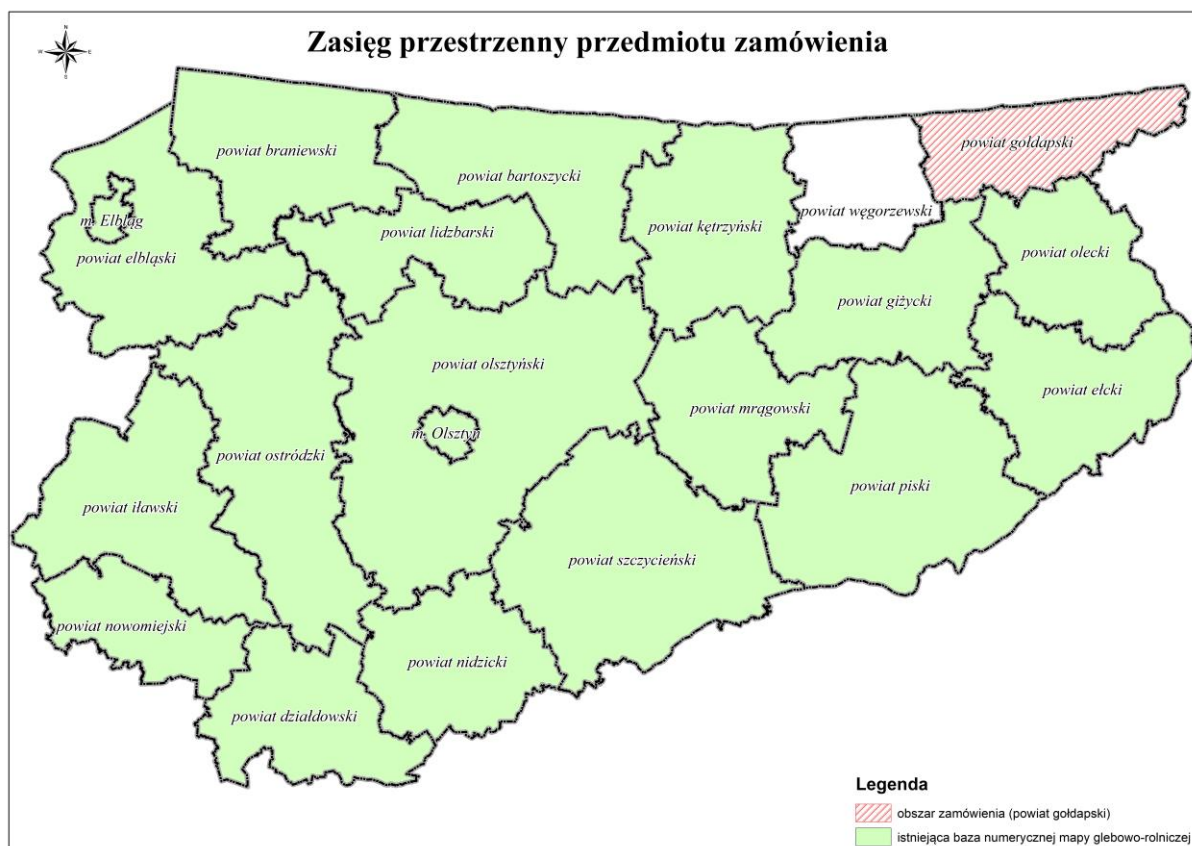 Zasięg przestrzenny przedmiotu zamówienia
N
W E
S
powiat braniewski
powiat bartoszycki
powiat gołdapski
m. Elbląg
powiat elbląski
powiat lidzbarski
powiat kętrzyński
powiat węgorzewski
powiat olecki
powiat giżycki
powiat olsztyński
powiat mrągowski
powiat ełcki
m. Olsztyn
powiat ostródzki
powiat iławski
powiat piski
powiat szczycieński
powiat nowomiejski
powiat nidzicki
powiat działdowski
Legenda
obszar zamówienia (powiat gołdapski)
istniejąca baza numerycznej mapy glebowo-rolniczej